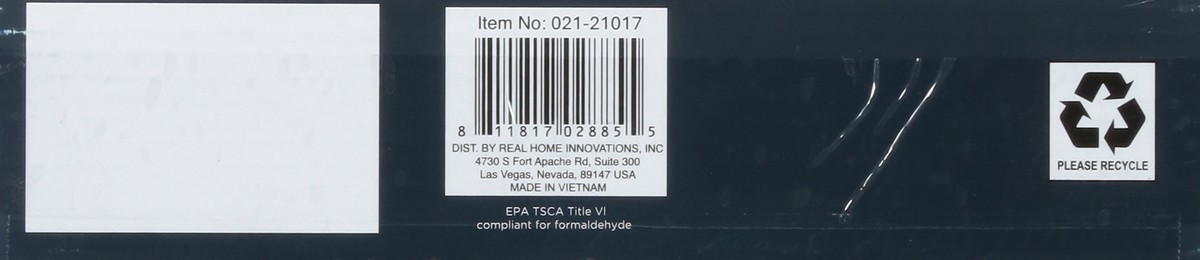 Item No: 021-21017
8 11817 02885 5
DIST. BY REAL HOME INNOVATIONS, INC
4730 S Fort Apache Rd, Suite 300
Las Vegas, Nevada, 89147 USA
MADE IN VIETNAM
EPA TSCA Title VI
compliant for formaldehyde
PLEASE RECYCLE